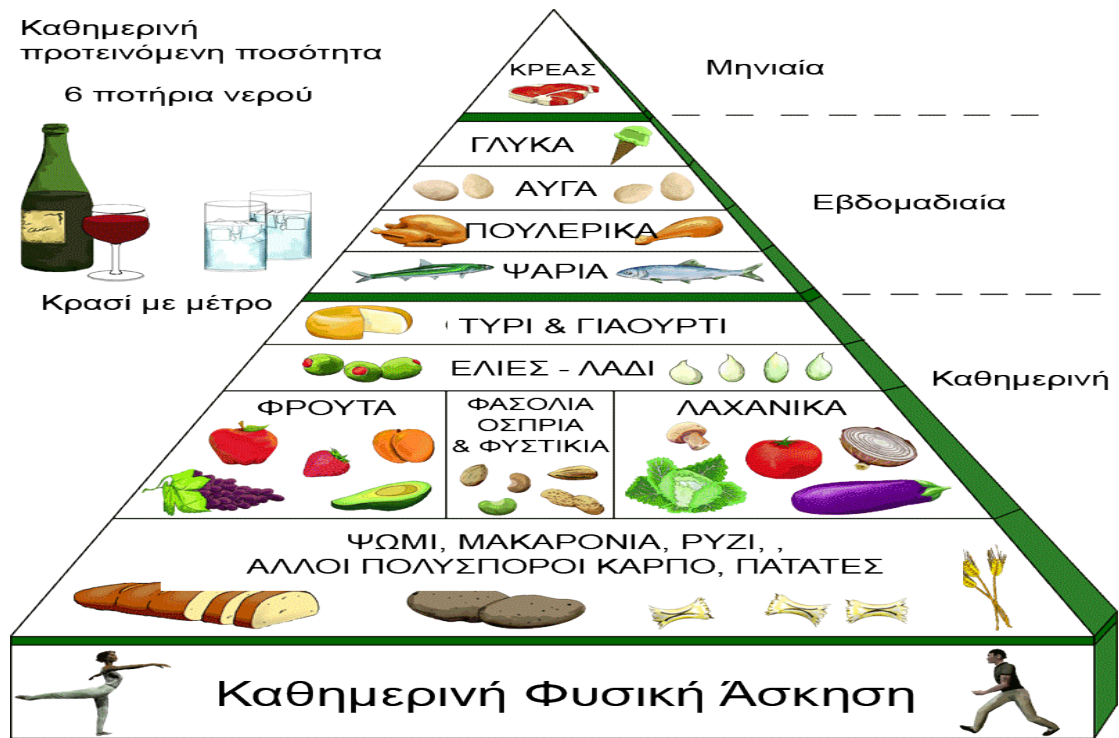 Καθημερινή
προτεινόμενη ποσότητα
6 ποτήρια νερού
Κρασί με μέτρο
ΚΡΕΑΣ
Μηνιαία
ΓΛΥΚΑ
ΑΥΓΑ
ΠΟΥΛΕΡΙΚΑ
ΨΑΡΙΑ
Εβδομαδιαία
ΤΥΡΙ & ΓΙΑΟΥΡΤΙ
ΕΛΙΕΣ - ΛΑΔΙ
Καθημερινή
ΦΡΟΥΤΑ
ΦΑΣΟΛΙΑ
ΟΣΠΡΙΑ
& ΦΥΣΤΙΚΙΑ
ΛΑΧΑΝΙΚΑ
ΨΩΜΙ, ΜΑΚΑΡΟΝΙΑ, ΡΥΖΙ, ,
ΑΛΛΟΙ ΠΟΛΥΣΠΟΡΟΙ ΚΑΡΠΟ, ΠΑΤΑΤΕΣ
Καθημερινή Φυσική Άσκηση